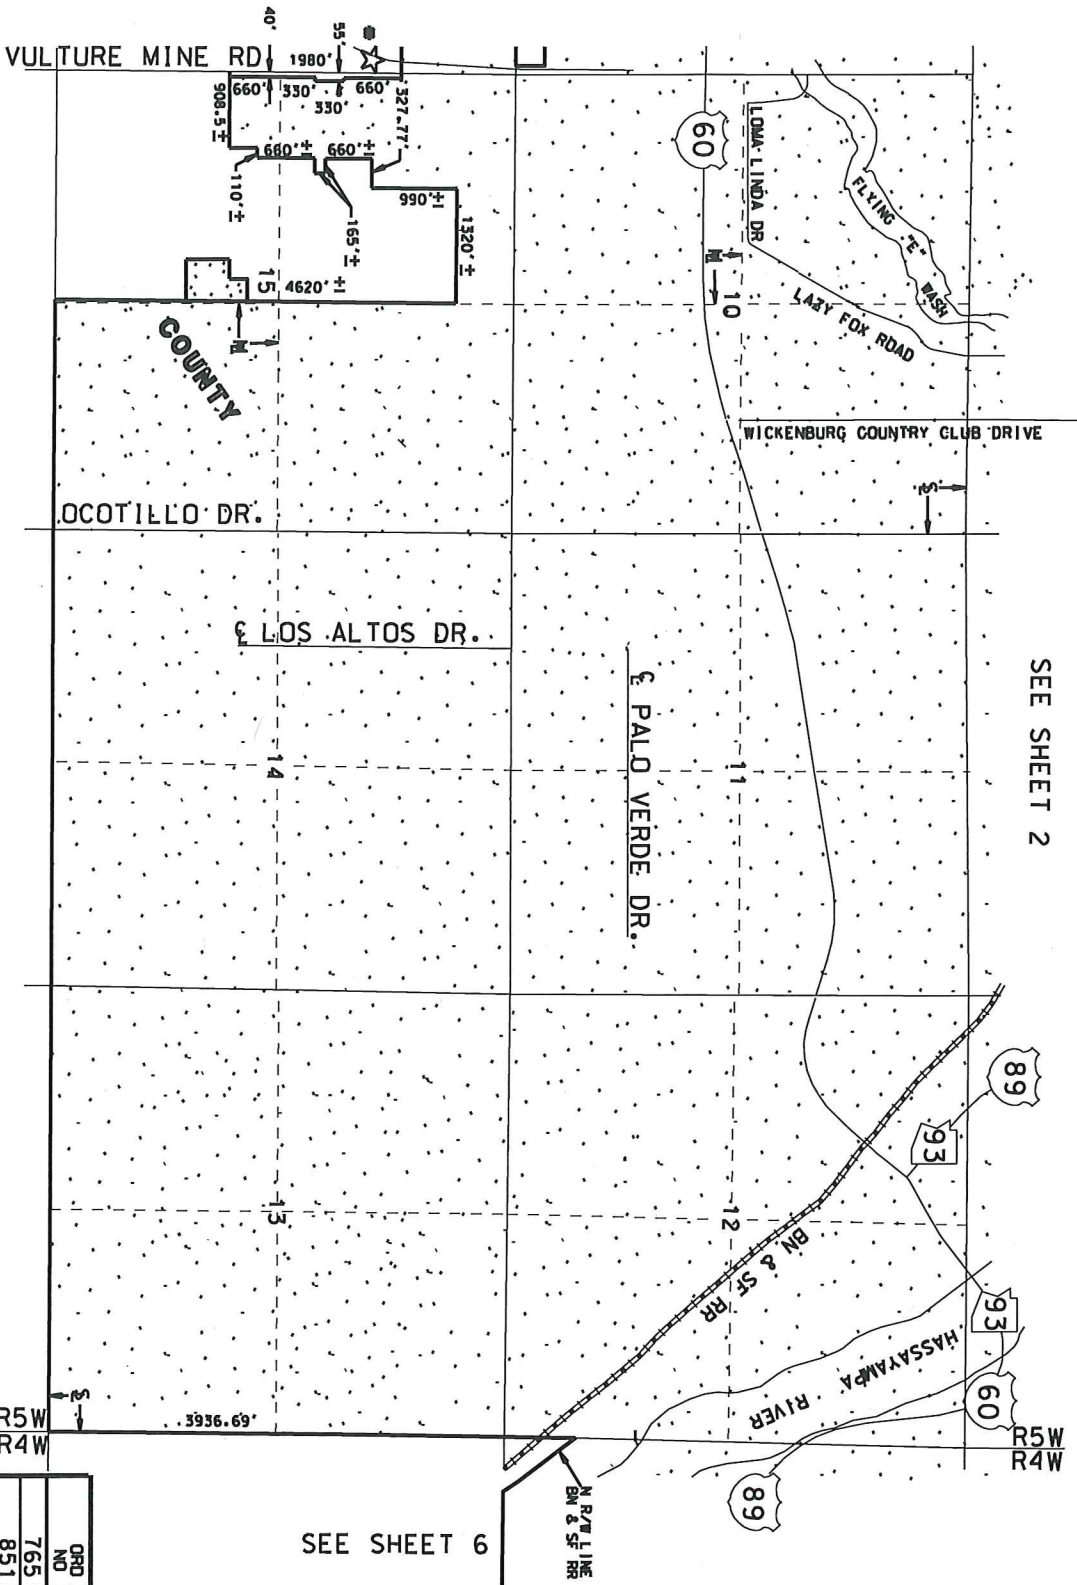 VULTURE MINE RD
40'
55'
1980'
660'
330'
330'
660'
327.77'
908.5'±
660'±
660'±
110'±
165'±
990'±
1320'±
4620'±
15
M
COUNTY
60
LOMA LINDA DR
FLYING "E" WASH
M
10
LAZY FOX ROAD
WICKENBURG COUNTRY CLUB DRIVE
S
OCOTILLO DR.
℄ LOS ALTOS DR.
℄ PALO VERDE DR.
SEE SHEET 2
14
11
89
93
13
12
BN & SF RR
HASSAYAMPA RIVER
93
60
S
R5W
R4W
3936.69'
R5W
R4W
89
N R/W LINE
BN & SF RR
SEE SHEET 6
ORD
NO
765
851